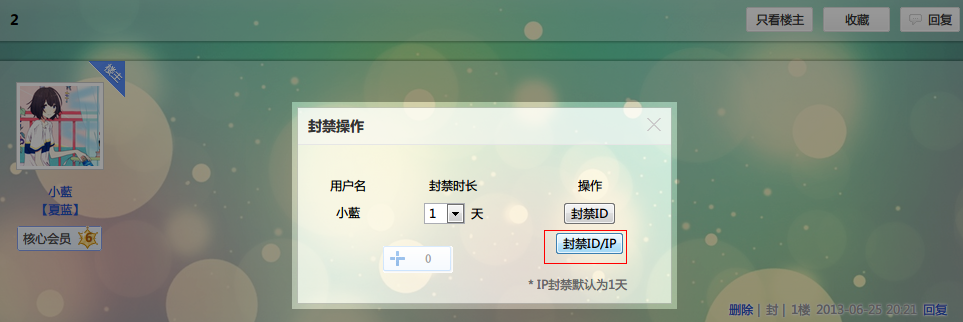 2
只看楼主 收藏 回复
楼主
小藍
【夏蓝】
核心会员 6
封禁操作
用户名 封禁时长 操作
小藍 1 天 封禁ID
封禁ID/IP
0
* IP封禁默认为1天
删除 | 封 | 1楼 2013-06-25 20:21 回复